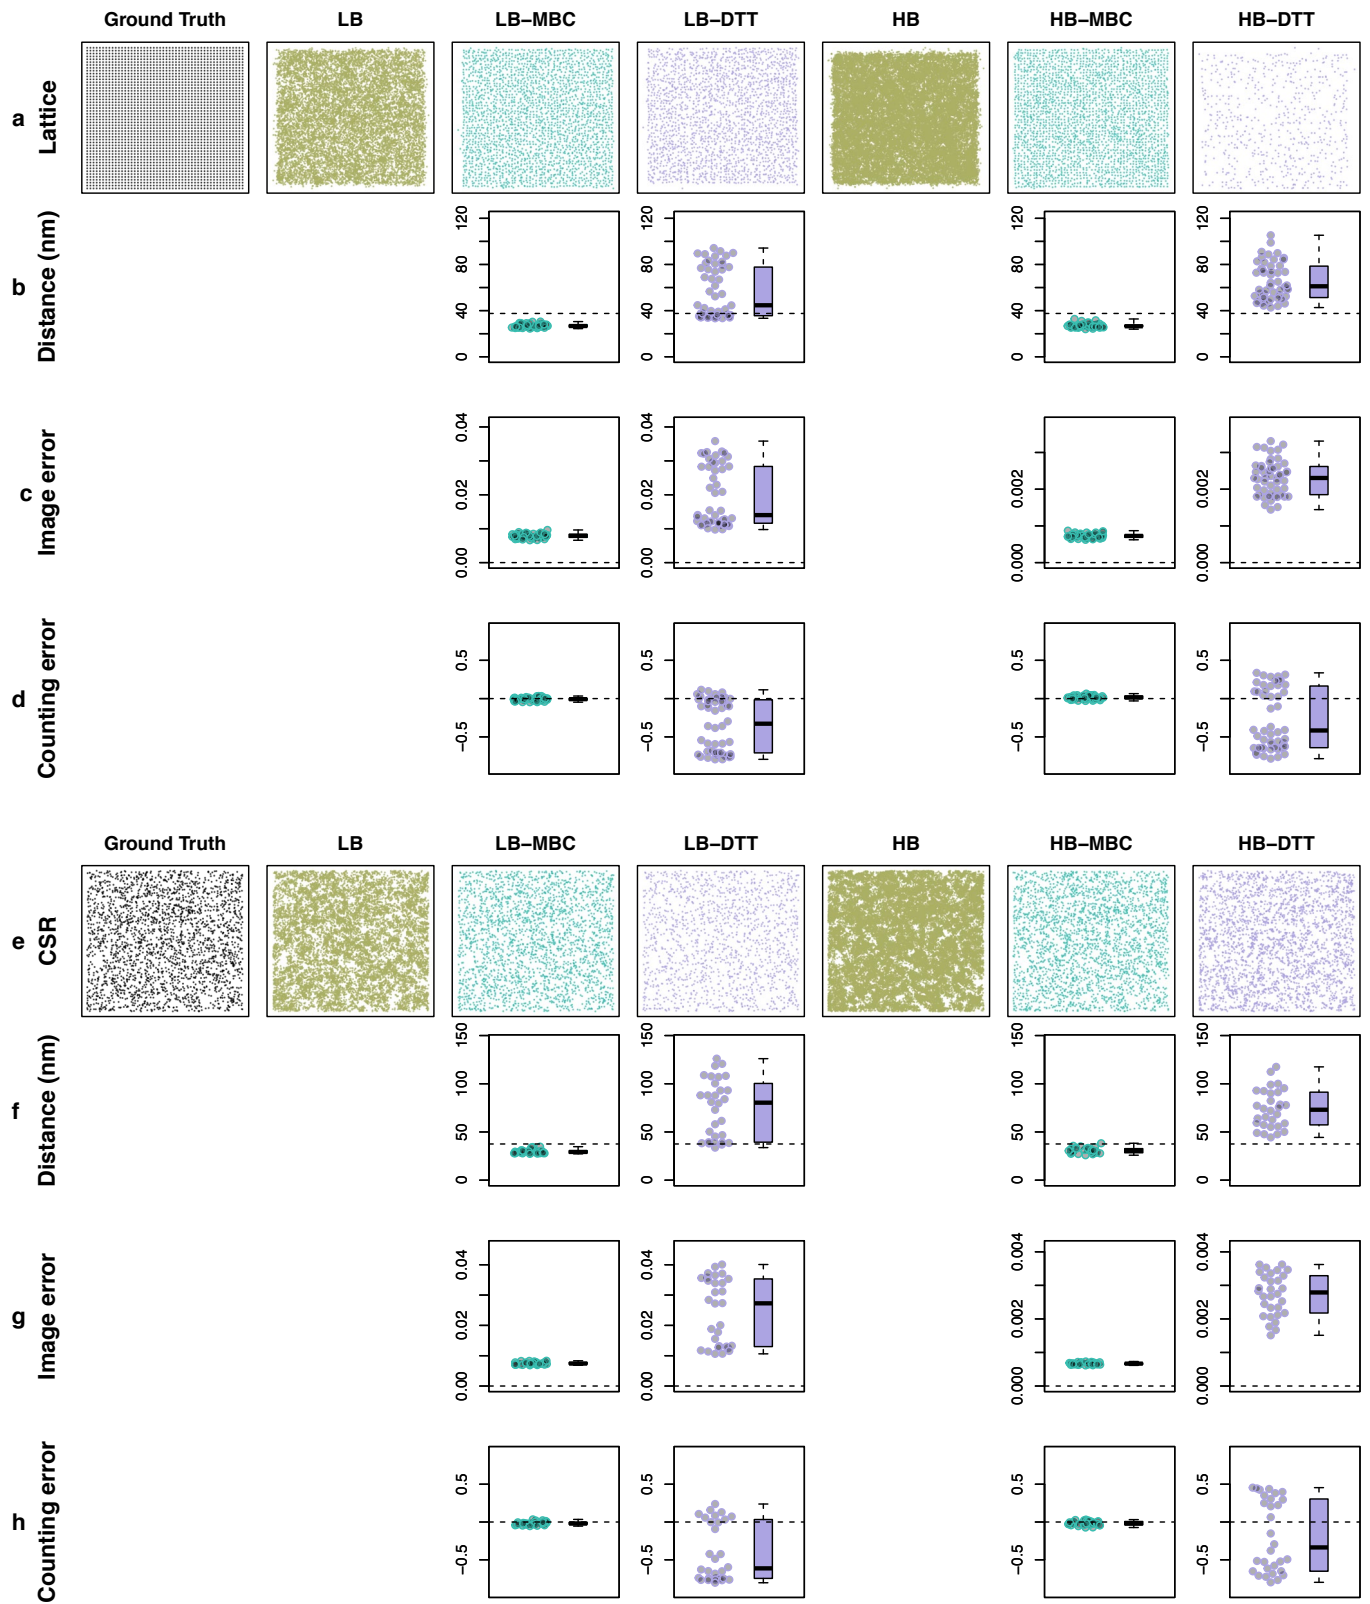 Ground Truth LB LB–MBC LB–DTT HB HB–MBC HB–DTT
a Lattice
b Distance (nm)
0 40 80 120
0 40 80 120
0 40 80 120
0 40 80 120
c Image error
0.00 0.02 0.04
0.00 0.02 0.04
0.000 0.002
0.000 0.002
d Counting error
−0.5 0.5
−0.5 0.5
−0.5 0.5
−0.5 0.5
Ground Truth LB LB–MBC LB–DTT HB HB–MBC HB–DTT
e CSR
f Distance (nm)
0 50 100 150
0 50 100 150
0 50 100 150
0 50 100 150
g Image error
0.00 0.02 0.04
0.00 0.02 0.04
0.000 0.002 0.004
0.000 0.002 0.004
h Counting error
−0.5 0.5
−0.5 0.5
−0.5 0.5
−0.5 0.5